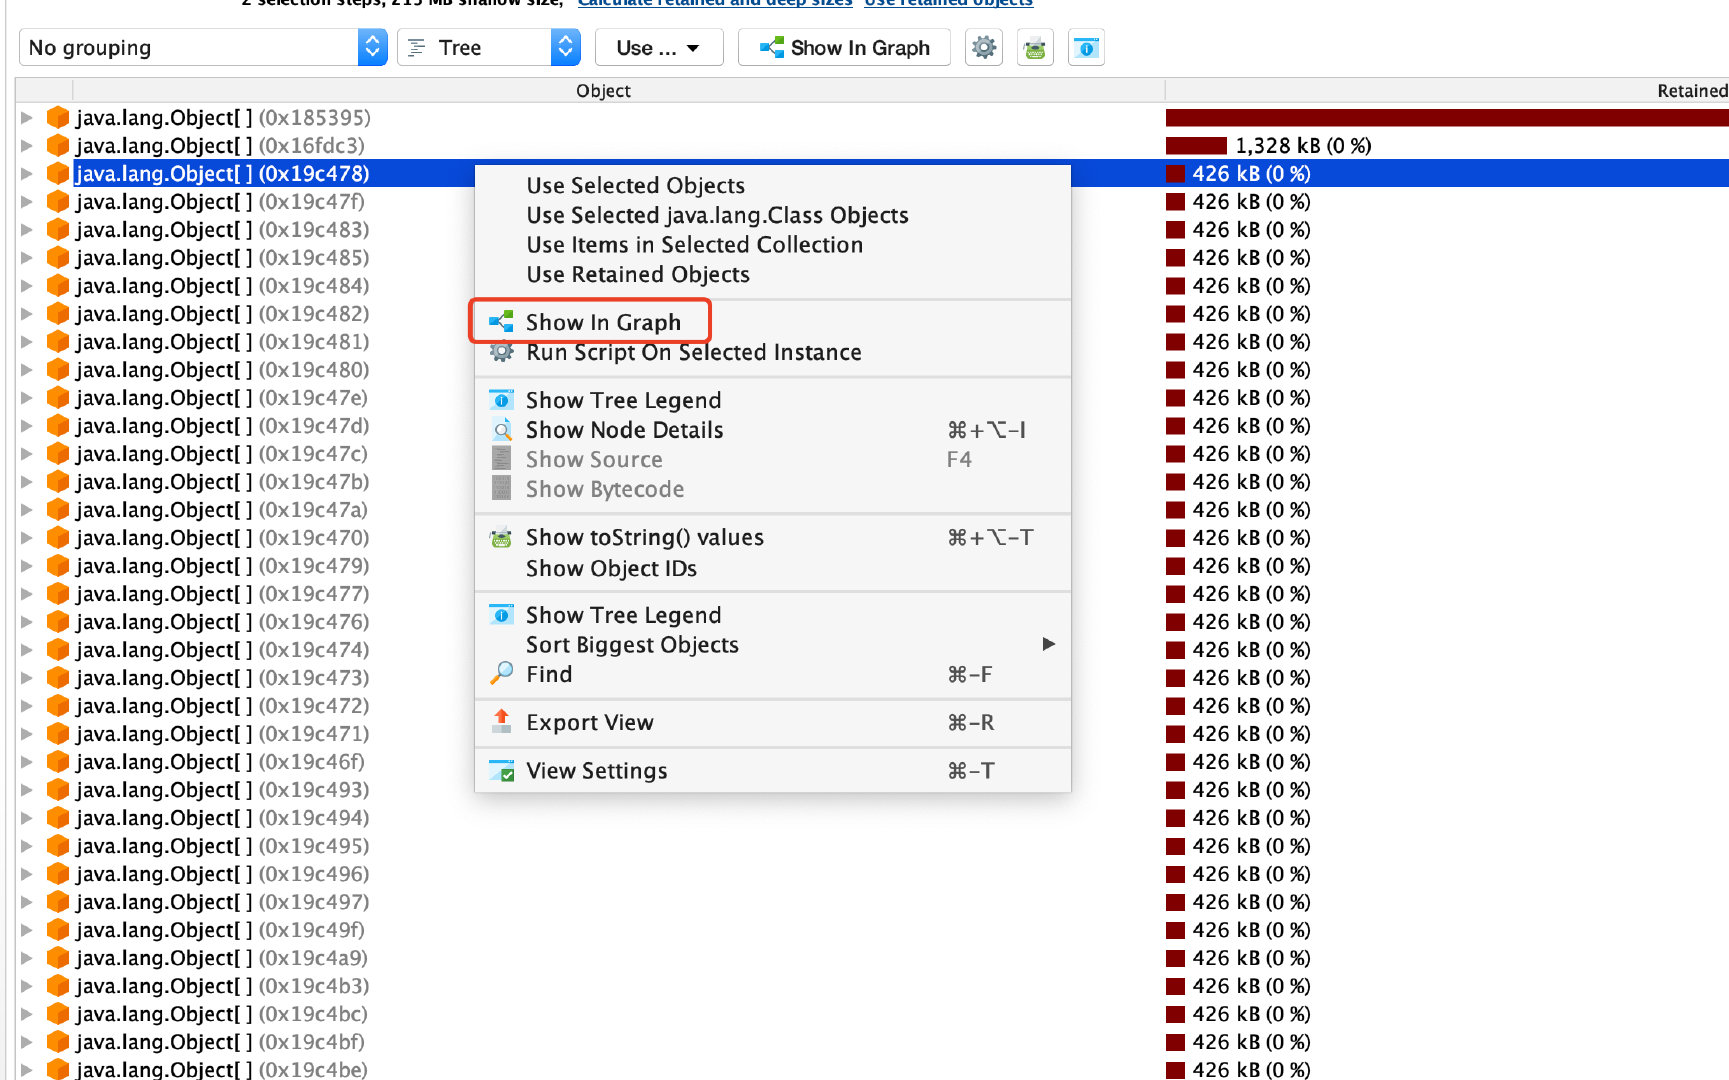 2 selection steps, 215 MB shallow size, Calculate retained and deep sizes Use retained objects
No grouping Tree Use ... Show In Graph
Object Retained
java.lang.Object[ ] (0x185395)
java.lang.Object[ ] (0x16fdc3) 1,328 kB (0 %)
java.lang.Object[ ] (0x19c478) 426 kB (0 %)
java.lang.Object[ ] (0x19c47f) 426 kB (0 %)
java.lang.Object[ ] (0x19c483) 426 kB (0 %)
java.lang.Object[ ] (0x19c485) 426 kB (0 %)
java.lang.Object[ ] (0x19c484) 426 kB (0 %)
java.lang.Object[ ] (0x19c482) 426 kB (0 %)
java.lang.Object[ ] (0x19c481) 426 kB (0 %)
java.lang.Object[ ] (0x19c480) 426 kB (0 %)
java.lang.Object[ ] (0x19c47e) 426 kB (0 %)
java.lang.Object[ ] (0x19c47d) 426 kB (0 %)
java.lang.Object[ ] (0x19c47c) 426 kB (0 %)
java.lang.Object[ ] (0x19c47b) 426 kB (0 %)
java.lang.Object[ ] (0x19c47a) 426 kB (0 %)
java.lang.Object[ ] (0x19c470) 426 kB (0 %)
java.lang.Object[ ] (0x19c479) 426 kB (0 %)
java.lang.Object[ ] (0x19c477) 426 kB (0 %)
java.lang.Object[ ] (0x19c476) 426 kB (0 %)
java.lang.Object[ ] (0x19c474) 426 kB (0 %)
java.lang.Object[ ] (0x19c473) 426 kB (0 %)
java.lang.Object[ ] (0x19c472) 426 kB (0 %)
java.lang.Object[ ] (0x19c471) 426 kB (0 %)
java.lang.Object[ ] (0x19c46f) 426 kB (0 %)
java.lang.Object[ ] (0x19c493) 426 kB (0 %)
java.lang.Object[ ] (0x19c494) 426 kB (0 %)
java.lang.Object[ ] (0x19c495) 426 kB (0 %)
java.lang.Object[ ] (0x19c496) 426 kB (0 %)
java.lang.Object[ ] (0x19c497) 426 kB (0 %)
java.lang.Object[ ] (0x19c49f) 426 kB (0 %)
java.lang.Object[ ] (0x19c4a9) 426 kB (0 %)
java.lang.Object[ ] (0x19c4b3) 426 kB (0 %)
java.lang.Object[ ] (0x19c4bc) 426 kB (0 %)
java.lang.Object[ ] (0x19c4bf) 426 kB (0 %)
java.lang.Object[ ] (0x19c4be) 426 kB (0 %)
Use Selected Objects
Use Selected java.lang.Class Objects
Use Items in Selected Collection
Use Retained Objects
Show In Graph
Run Script On Selected Instance
Show Tree Legend
Show Node Details ⌘+⌥-I
Show Source F4
Show Bytecode
Show toString() values ⌘+⌥-T
Show Object IDs
Show Tree Legend
Sort Biggest Objects
Find ⌘-F
Export View ⌘-R
View Settings ⌘-T